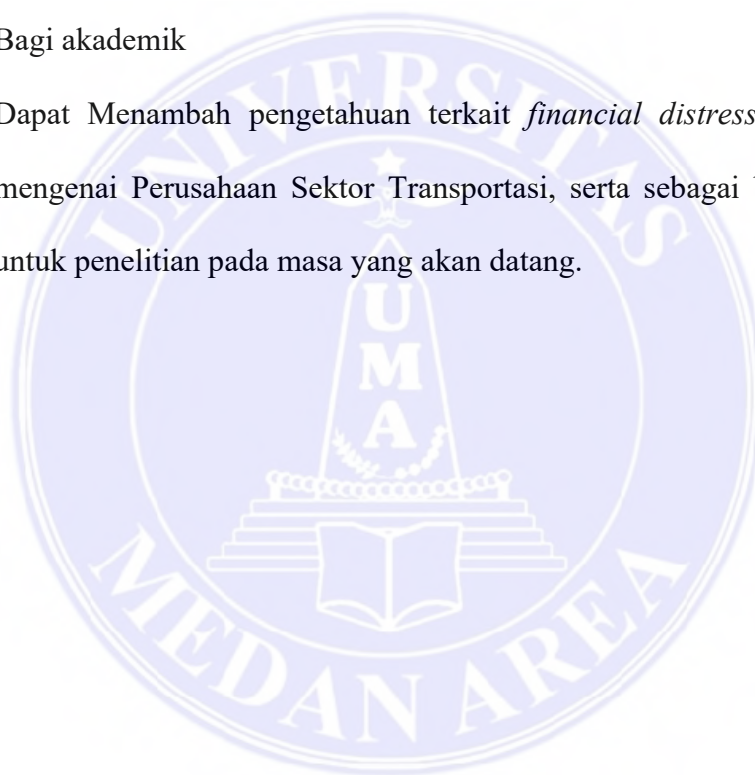 Bagi akademik
Dapat Menambah pengetahuan terkait financial distress
mengenai Perusahaan Sektor Transportasi, serta sebagai
untuk penelitian pada masa yang akan datang.
UNIVERSITAS
UMA
MEDAN AREA